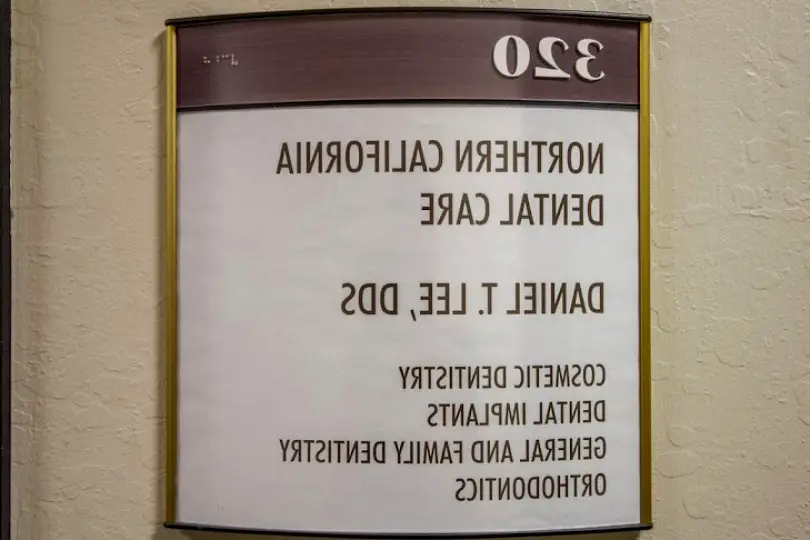 320
NORTHERN CALIFORNIA
DENTAL CARE
DANIEL T. LEE, DDS
COSMETIC DENTISTRY
DENTAL IMPLANTS
GENERAL AND FAMILY DENTISTRY
ORTHODONTICS